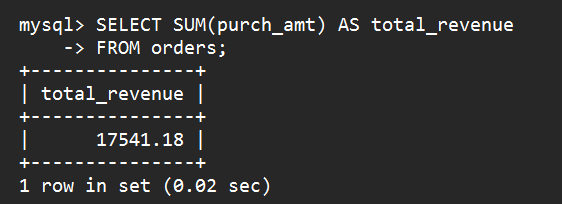 mysql> SELECT SUM(purch_amt) AS total_revenue
    -> FROM orders;
+---------------+
| total_revenue |
+---------------+
|      17541.18 |
+---------------+
1 row in set (0.02 sec)